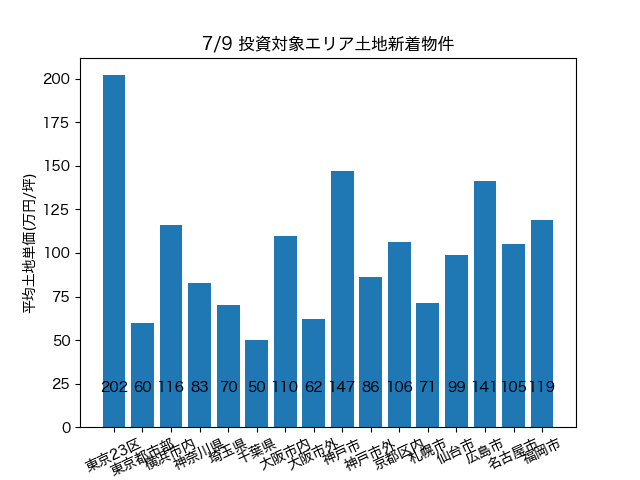 7/9 投資対象エリア土地新着物件
平均土地単価(万円/坪)
200
175
150
125
100
75
50
25
0
202 60 116 83 70 50 110 62 147 86 106 71 99 141 105 119
東京23区
東京都市部
横浜市内
神奈川県
埼玉県
千葉県
大阪市内
大阪市外
神戸市
神戸市外
京都区内
札幌市
仙台市
広島市
名古屋市
福岡市